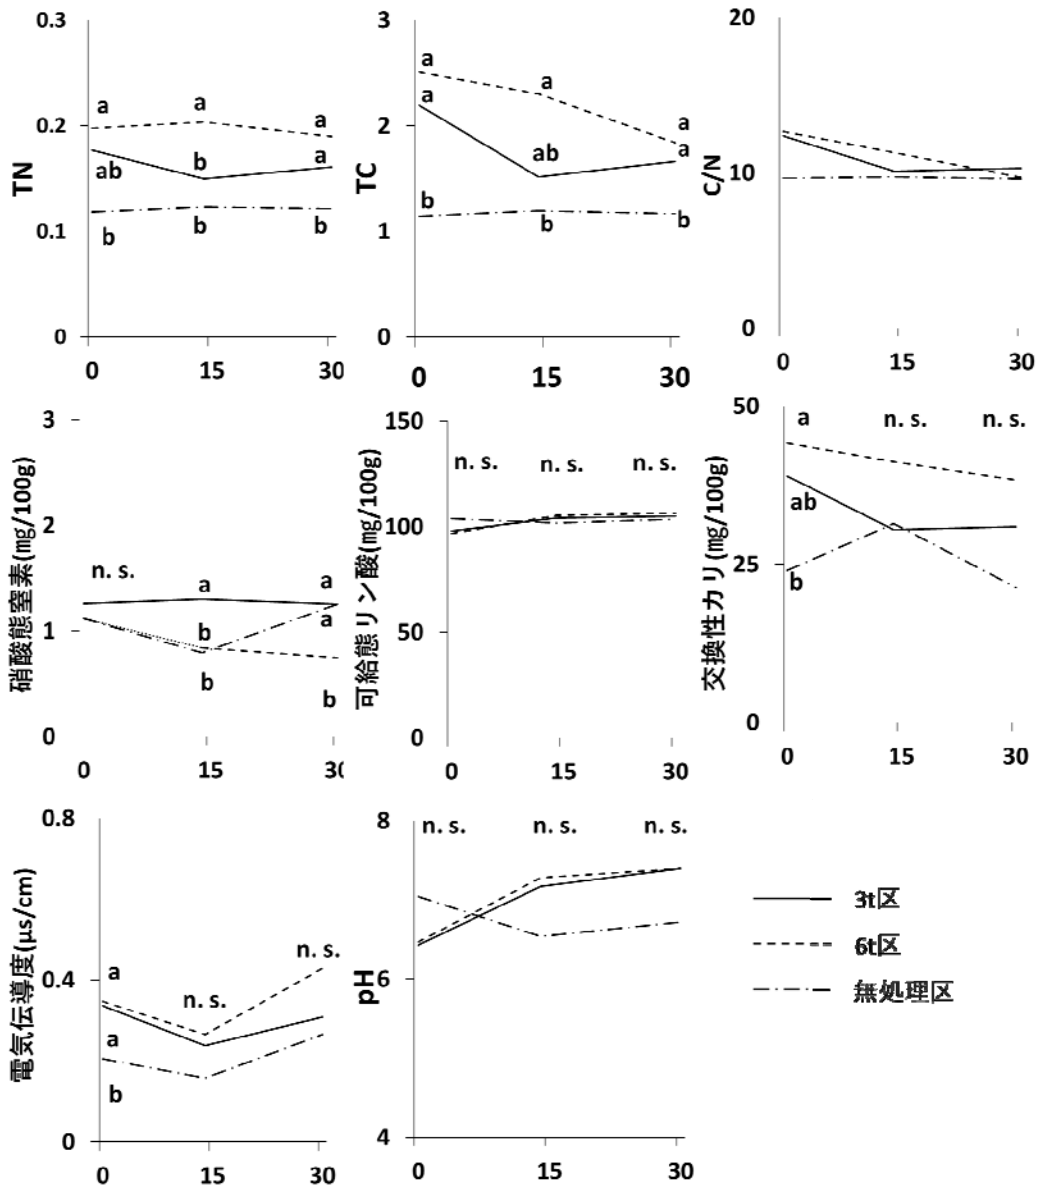 TN
0.3
0.2
0.1
0
a
a
a
ab
b
a
b
b
b
0
15
30
TC
3
2
1
0
a
a
a
a
ab
a
b
b
b
0
15
30
C/N
20
10
0
0
15
30
硝酸態窒素(㎎/100g)
3
2
1
0
n. s.
a
a
b
a
b
b
0
15
30
可給態リン酸(㎎/100g)
150
100
50
0
n. s.
n. s.
n. s.
0
15
30
交換性カリ(㎎/100g)
50
25
0
a
n. s.
n. s.
ab
b
0
15
30
電気伝導度(μs/cm)
0.8
0.4
0
a
n. s.
n. s.
a
b
0
15
30
pH
8
6
4
n. s.
n. s.
n. s.
0
15
30
3t区
6t区
無処理区